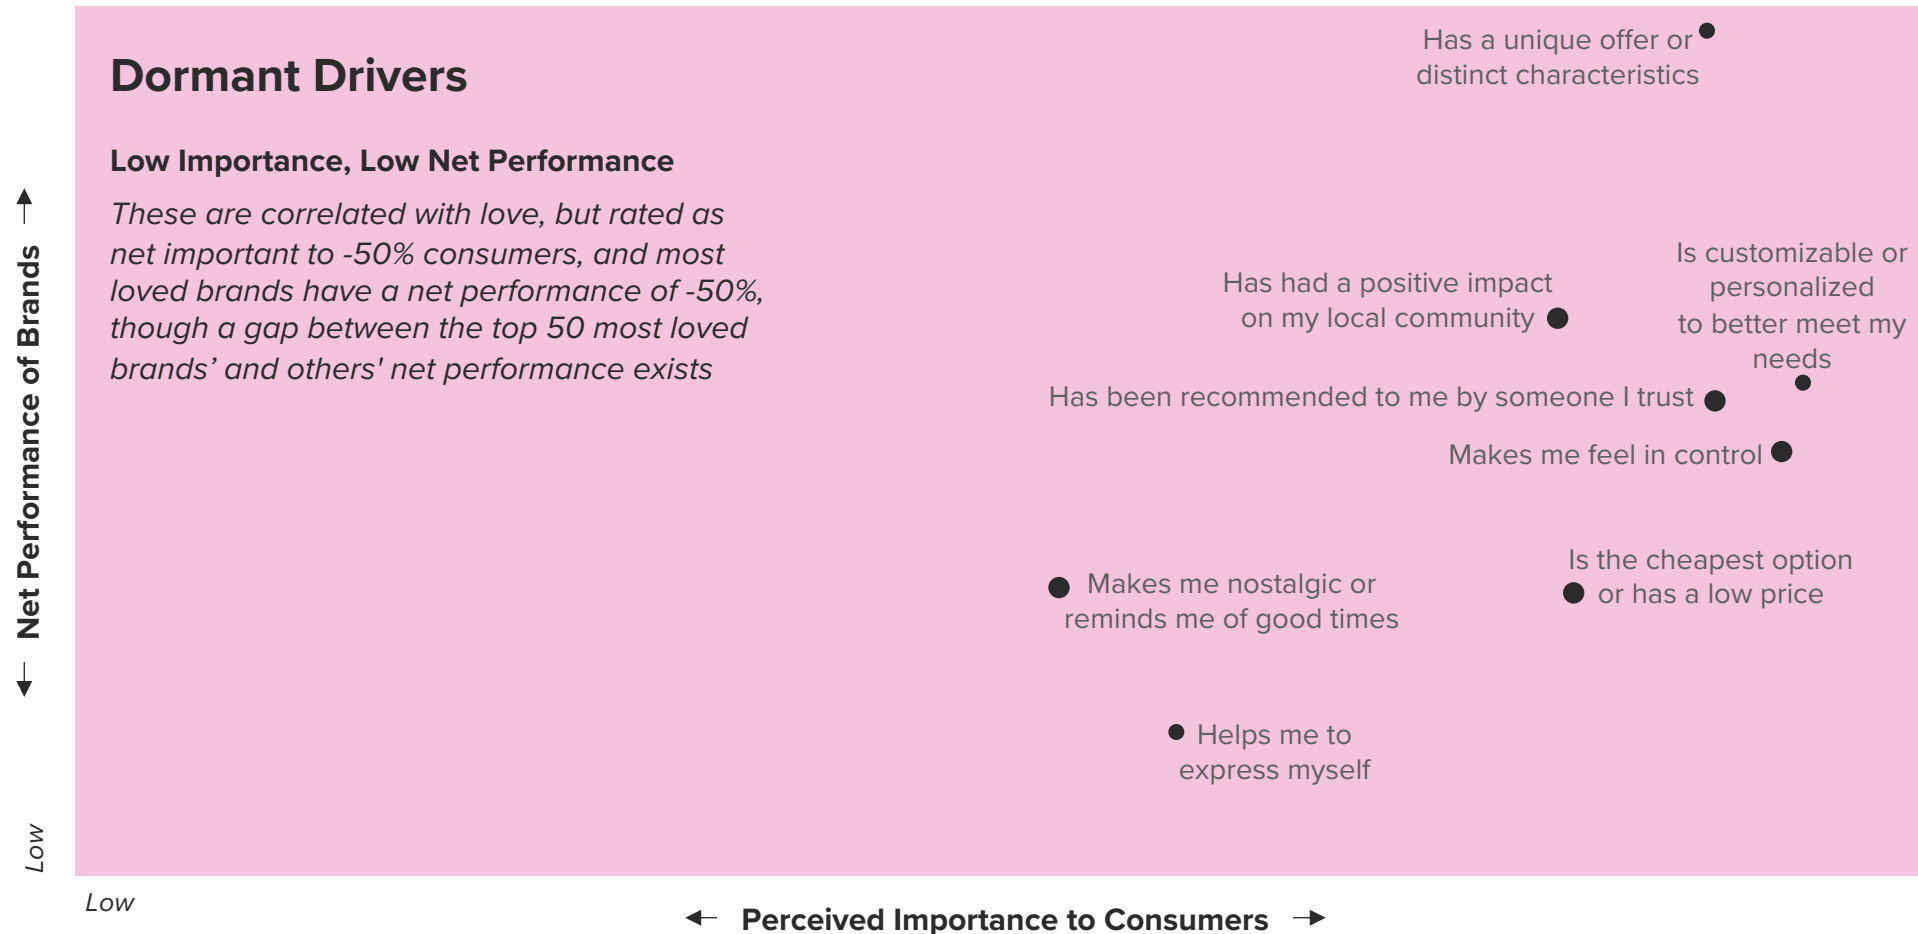 Dormant Drivers
Low Importance, Low Net Performance
These are correlated with love, but rated as
net important to -50% consumers, and most
loved brands have a net performance of -50%,
though a gap between the top 50 most loved
brands’ and others' net performance exists
Has a unique offer or
distinct characteristics
Has had a positive impact
on my local community
Is customizable or
personalized
to better meet my
needs
Has been recommended to me by someone I trust
Makes me feel in control
Makes me nostalgic or
reminds me of good times
Is the cheapest option
or has a low price
Helps me to
express myself
Net Performance of Brands
Low
Low
Perceived Importance to Consumers